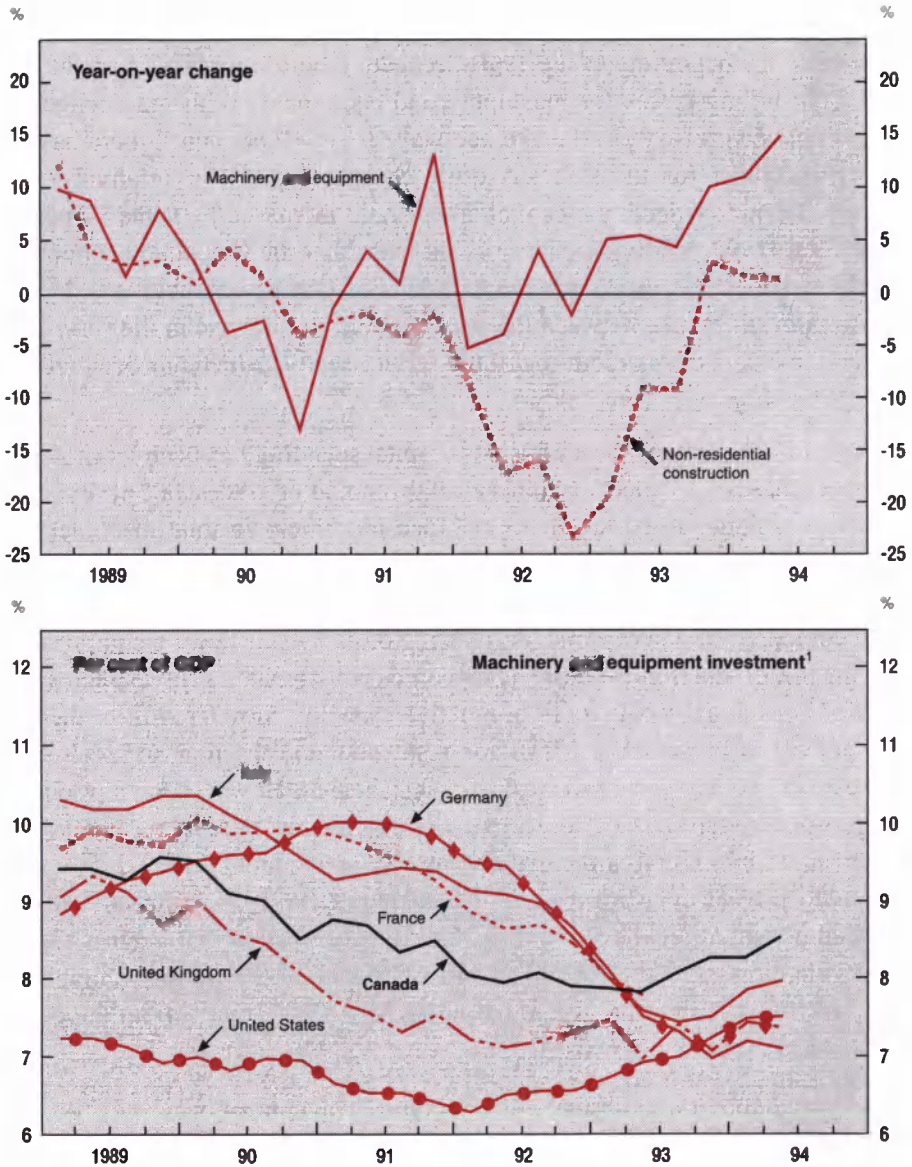 % %
Year-on-year change
20 20
15 15
Machinery equipment
10 10
5 5
0 0
-5 -5
-10 -10
-15 -15
Non-residential
construction
-20 -20
-25 -25
1989 90 91 92 93 94
% %
Machinery equipment investment¹
12 12
11 11
Germany
10 10
9 9
France
United Kingdom
Canada
8 8
United States
7 7
6 6
1989 90 91 92 93 94